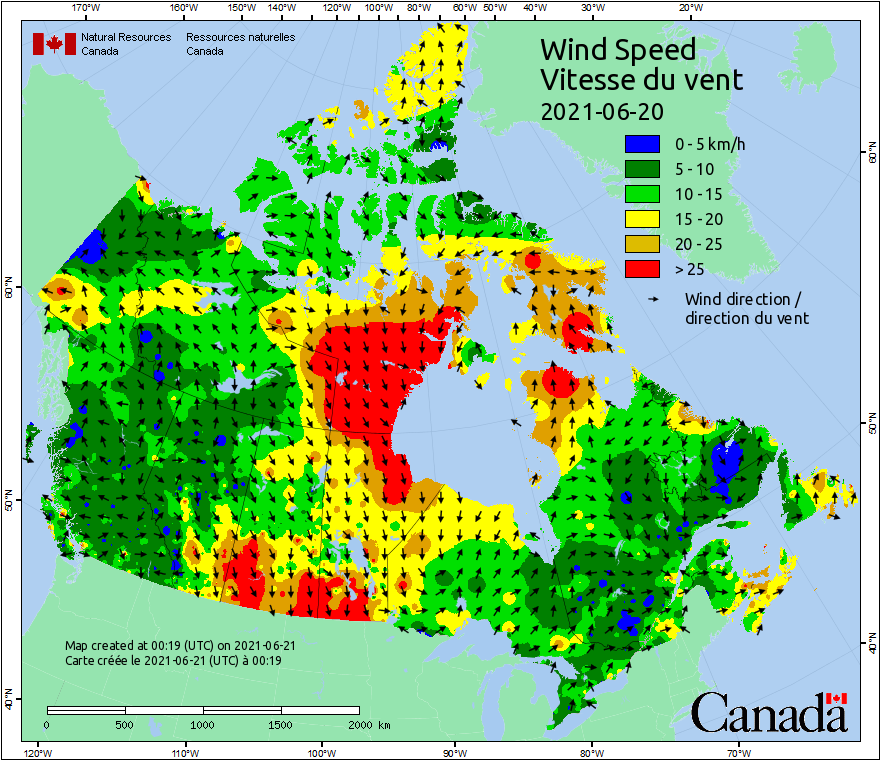 170°W 160°W 150°W 140°W 130°W 120°W 110°W 100°W 90°W 80°W 60°W 50°W 40°W 30°W 20°W
Natural Resources Canada
Ressources naturelles Canada
Wind Speed
Vitesse du vent
2021-06-20
0 - 5 km/h
5 - 10
10 - 15
15 - 20
20 - 25
> 25
Wind direction /
direction du vent
60°N
60°N
50°N
50°N
40°N
40°N
Map created at 00:19 (UTC) on 2021-06-21
Carte créée le 2021-06-21 (UTC) à 00:19
0 500 1000 1500 2000 km
Canada
120°W 110°W 100°W 90°W 80°W 70°W